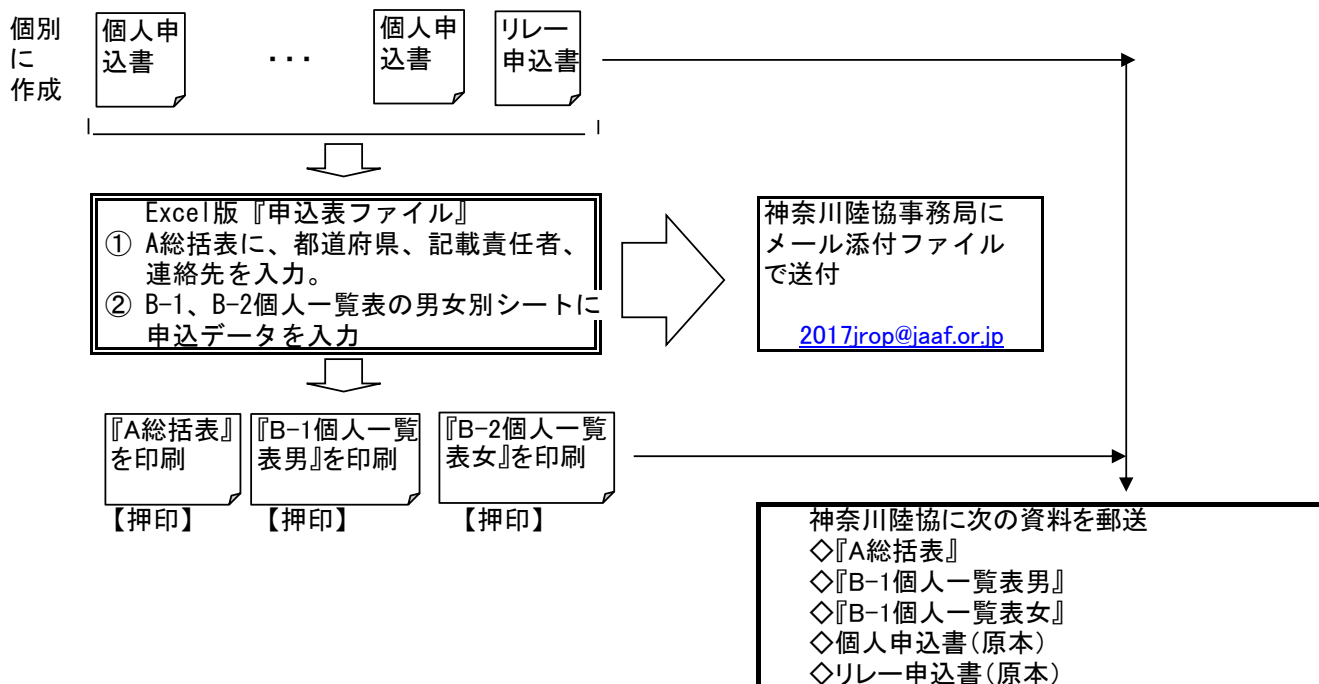 個別
に
作成
個人申
込書
・・・
個人申
込書
リレー
申込書
Excel版『申込表ファイル』
① A総括表に、都道府県、記載責任者、
連絡先を入力。
② B-1、B-2個人一覧表の男女別シートに
申込データを入力
神奈川陸協事務局に
メール添付ファイル
で送付
2017jrop@jaaf.or.jp
『A総括表』
を印刷
『B-1個人一覧
表男』を印刷
『B-2個人一覧
表女』を印刷
【押印】
【押印】
【押印】
神奈川陸協に次の資料を郵送
◇『A総括表』
◇『B-1個人一覧表男』
◇『B-1個人一覧表女』
◇個人申込書(原本)
◇リレー申込書(原本)